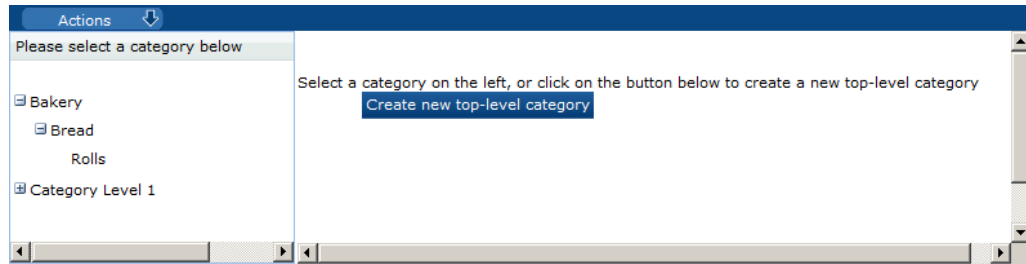 Actions
Please select a category below
Select a category on the left, or click on the button below to create a new top-level category
Create new top-level category
Bakery
Bread
Rolls
Category Level 1